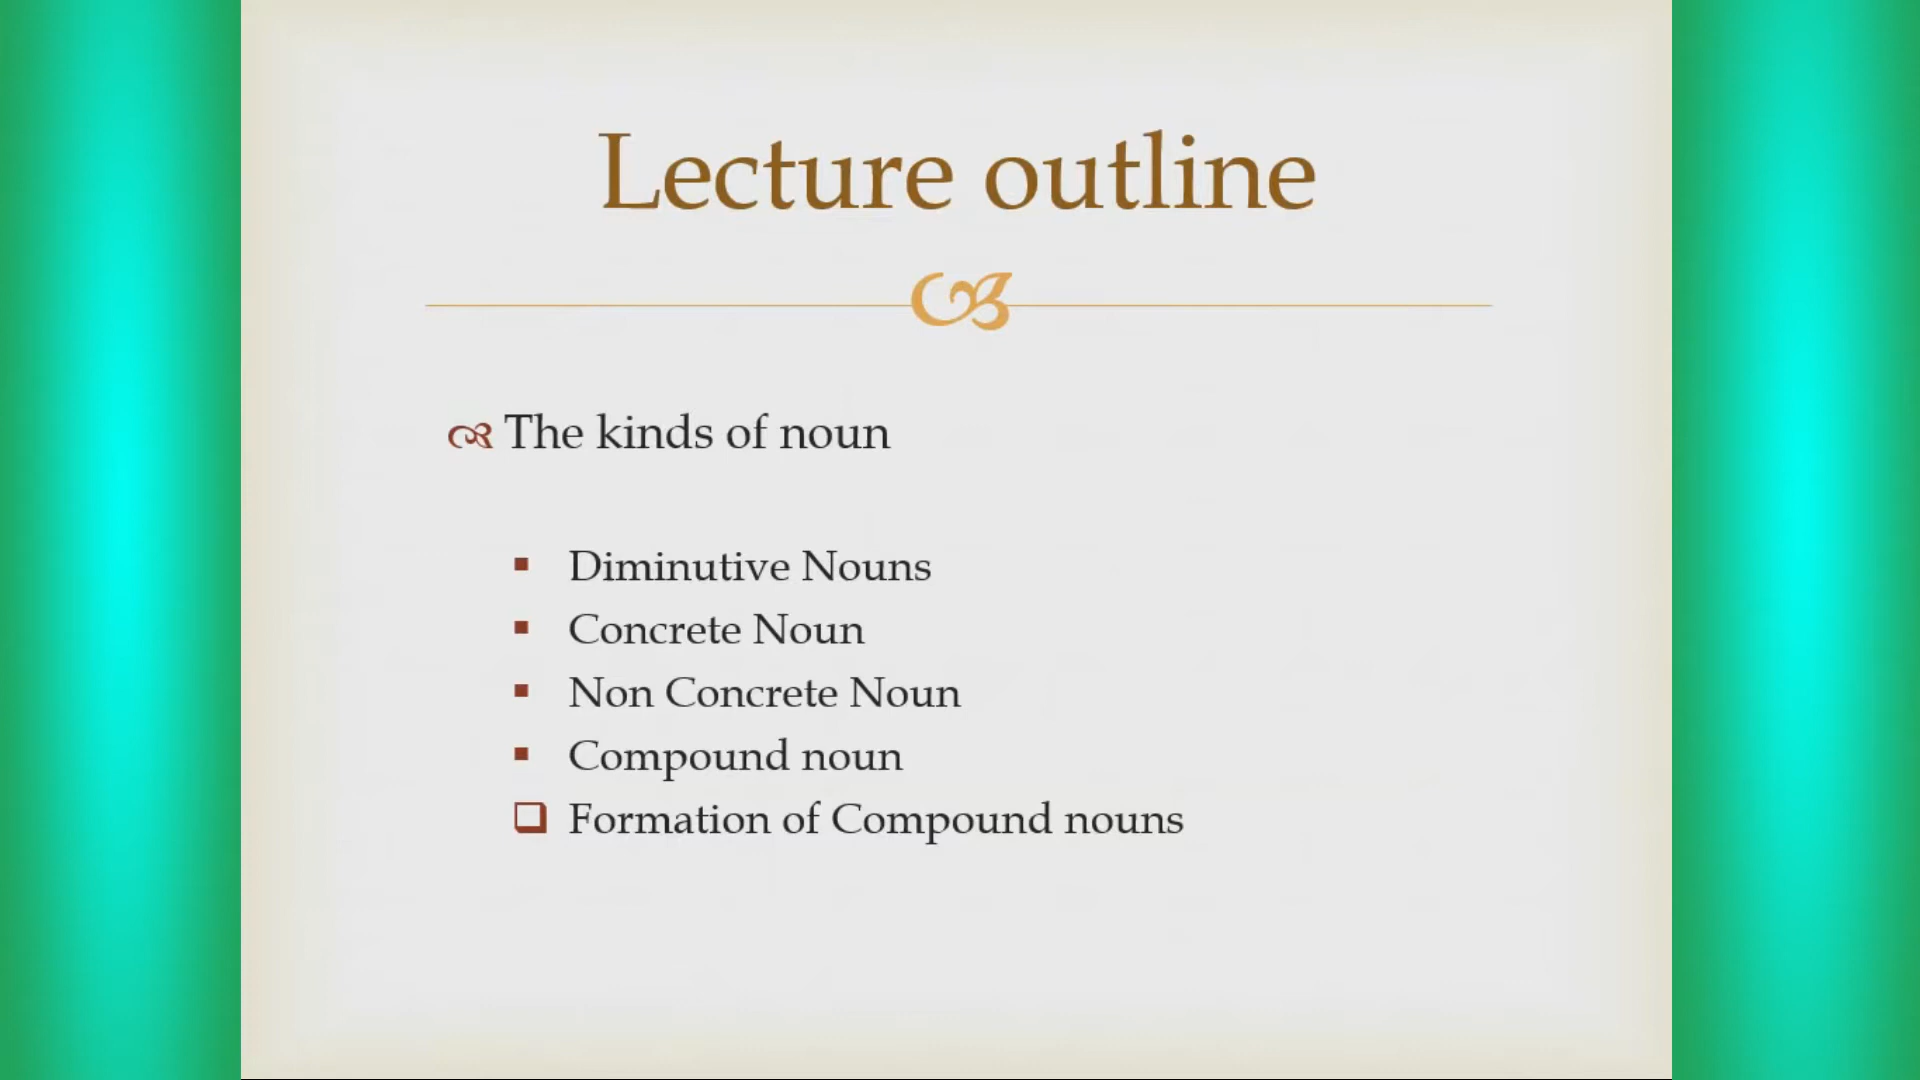 Lecture outline
The kinds of noun
Diminutive Nouns
Concrete Noun
Non Concrete Noun
Compound noun
Formation of Compound nouns